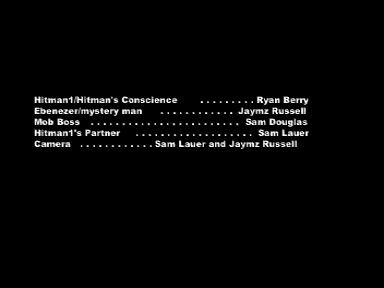 Hitman1/Hitman's Conscience . . . . . . . . . Ryan Berry
Ebenezer/mystery man . . . . . . . . . . . . Jaymz Russell
Mob Boss . . . . . . . . . . . . . . . . . . . . . . . . Sam Douglas
Hitman1's Partner . . . . . . . . . . . . . . . . . . . Sam Lauer
Camera . . . . . . . . . . . . Sam Lauer and Jaymz Russell